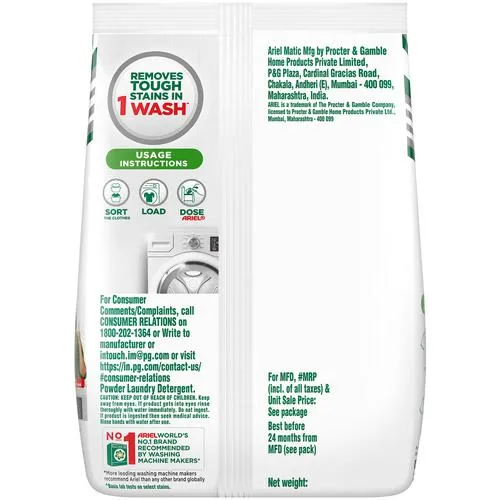 REMOVES
TOUGH
STAINS IN
1 WASH*
USAGE
INSTRUCTIONS
SORT
THE CLOTHES
LOAD
DOSE
ARIEL
For Consumer
Comments/Complaints, call
CONSUMER RELATIONS on
1800-202-1364 or Write to
manufacturer or
intouch.im@pg.com or visit
https://in.pg.com/contact-us/
#consumer-relations
Powder Laundry Detergent.
CAUTION: KEEP OUT OF REACH OF CHILDREN. Keep
away from eyes. If product gets into eyes rinse
thoroughly with water immediately. Do not ingest.
If product is ingested then seek medical advice.
Rinse hands with water after use.
No 1
ARIEL WORLD'S
NO.1 BRAND
RECOMMENDED
BY WASHING
MACHINE MAKERS^
^More leading washing machine makers
recommend Ariel than any other brand globally
*Basis lab tests on select stains.
Ariel Matic Mfg by Procter & Gamble
Home Products Private Limited,
P&G Plaza, Cardinal Gracias Road,
Chakala, Andheri (E), Mumbai - 400 099,
Maharashtra, India.
ARIEL is a trademark of The Procter & Gamble Company,
licensed to Procter & Gamble Home Products Private Ltd.,
Mumbai, Maharashtra - 400 099.
For MFD, #MRP
(incl. of all taxes) &
Unit Sale Price:
See package
Best before
24 months from
MFD (see pack)
Net weight: